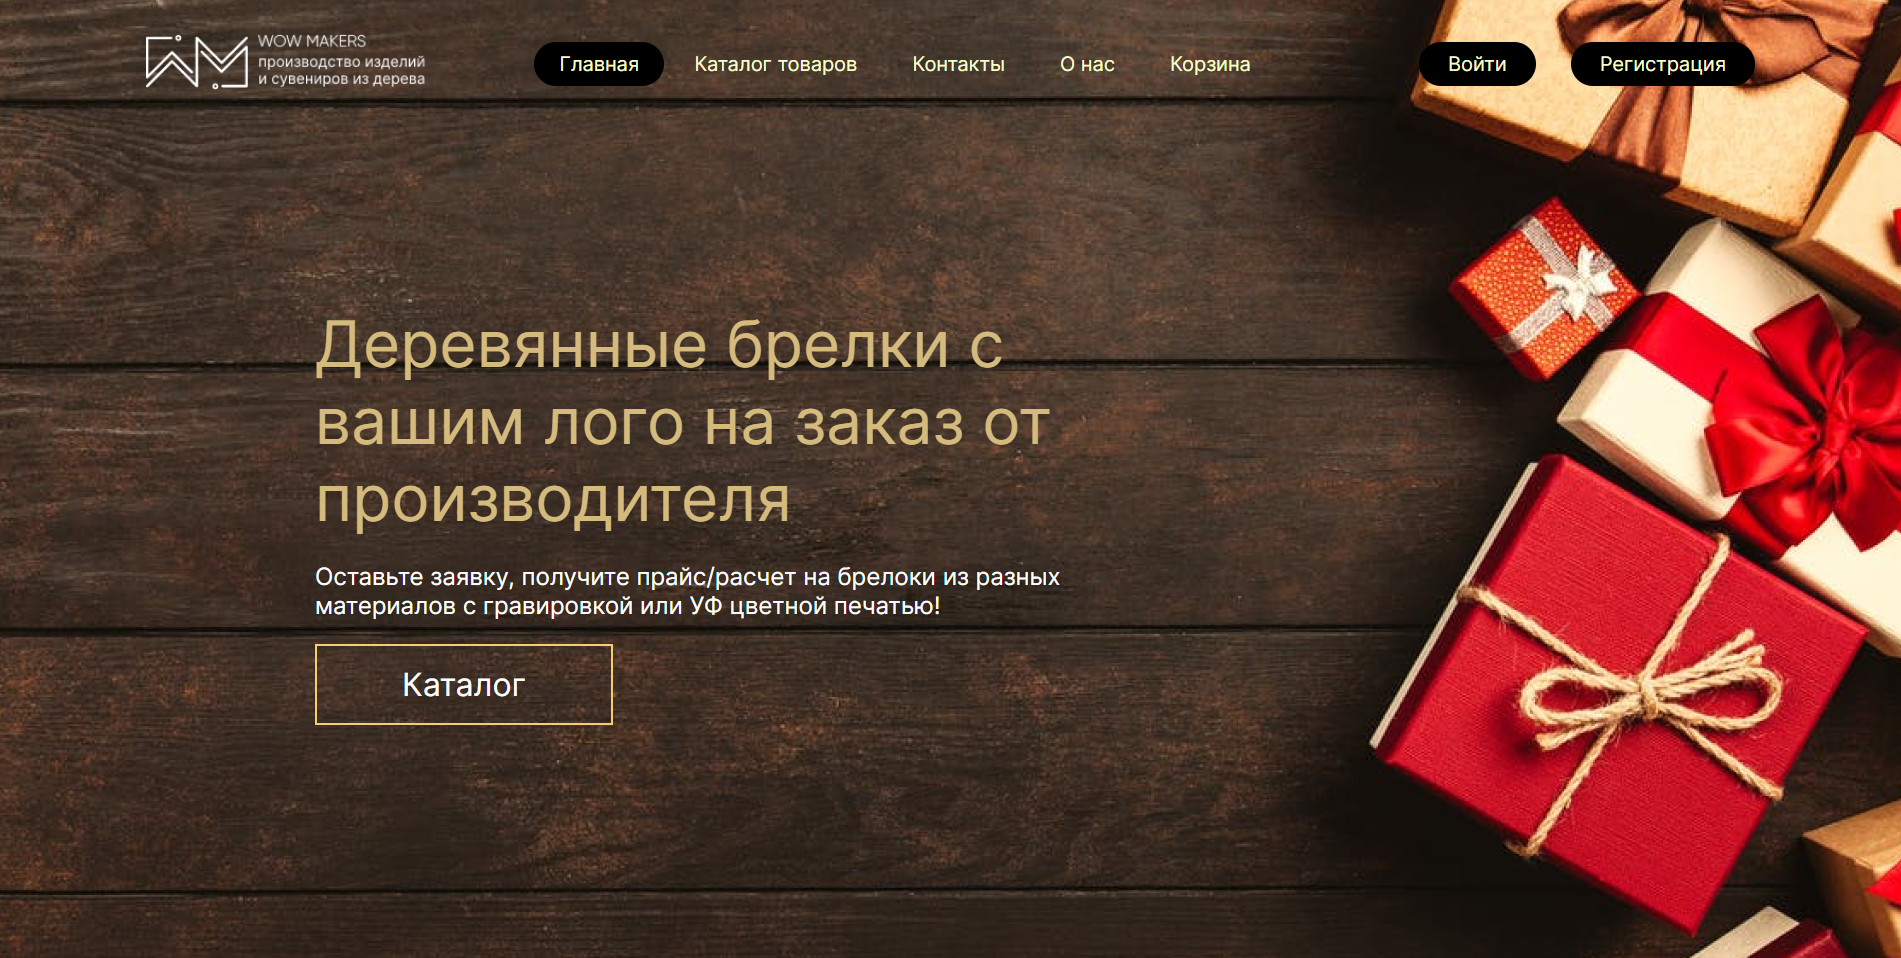 WOW MAKERS
производство изделий
и сувениров из дерева
Главная
Каталог товаров
Контакты
О нас
Корзина
Войти
Регистрация
Деревянные брелки с
вашим лого на заказ от
производителя
Оставьте заявку, получите прайс/расчет на брелоки из разных
материалов с гравировкой или УФ цветной печатью!
Каталог